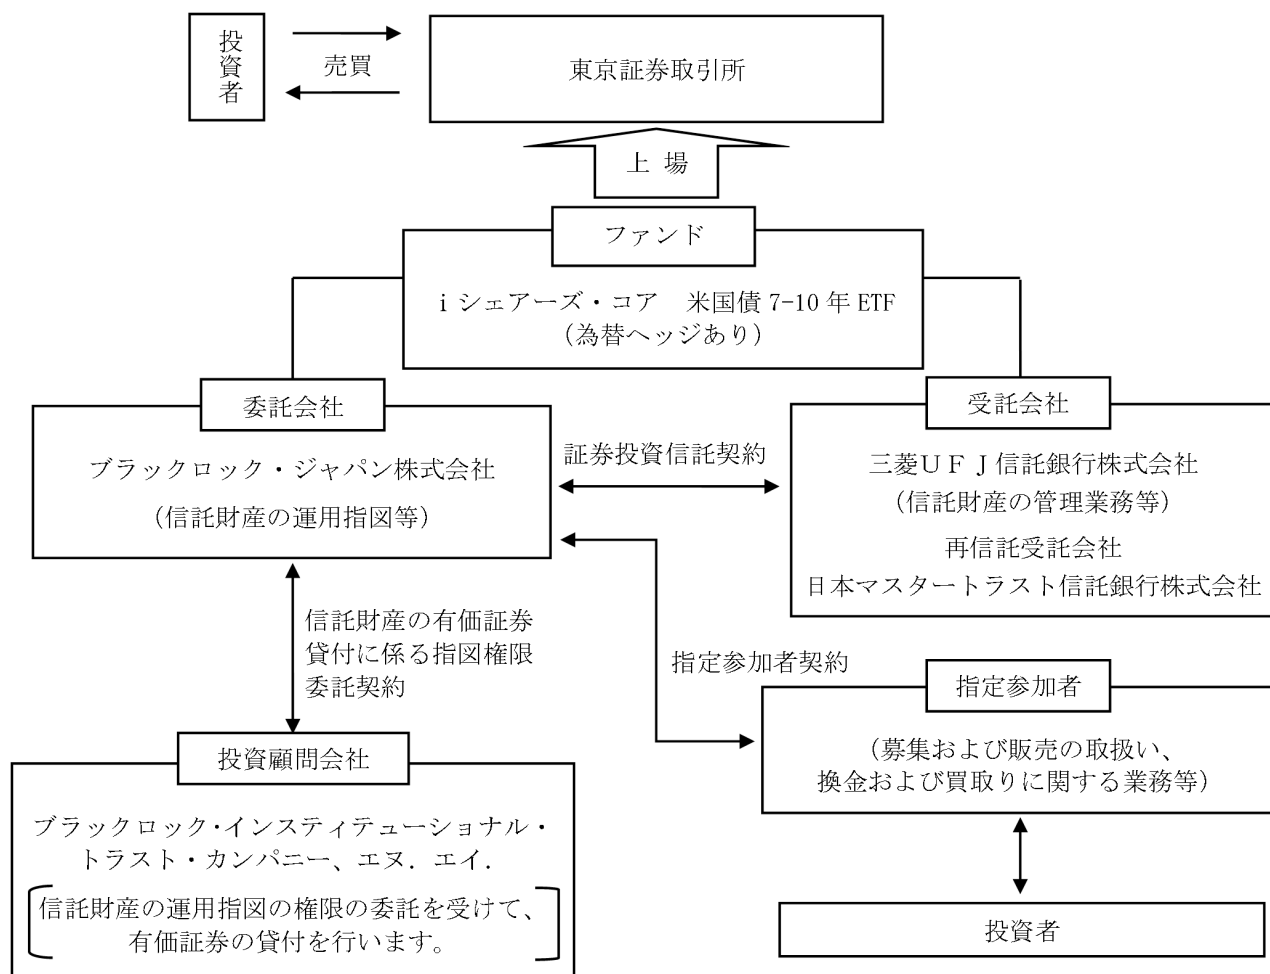 投資者
売買
東京証券取引所
上 場
ファンド
i シェアーズ・コア　米国債 7-10 年 ETF
（為替ヘッジあり）
委託会社
ブラックロック・ジャパン株式会社
（信託財産の運用指図等）
証券投資信託契約
受託会社
三菱ＵＦＪ信託銀行株式会社
（信託財産の管理業務等）
再信託受託会社
日本マスタートラスト信託銀行株式会社
信託財産の有価証券
貸付に係る指図権限
委託契約
指定参加者契約
指定参加者
（募集および販売の取扱い、
換金および買取りに関する業務等）
投資顧問会社
ブラックロック・インスティテューショナル・
トラスト・カンパニー、エヌ．エイ．
信託財産の運用指図の権限の委託を受けて、
有価証券の貸付を行います。
投資者